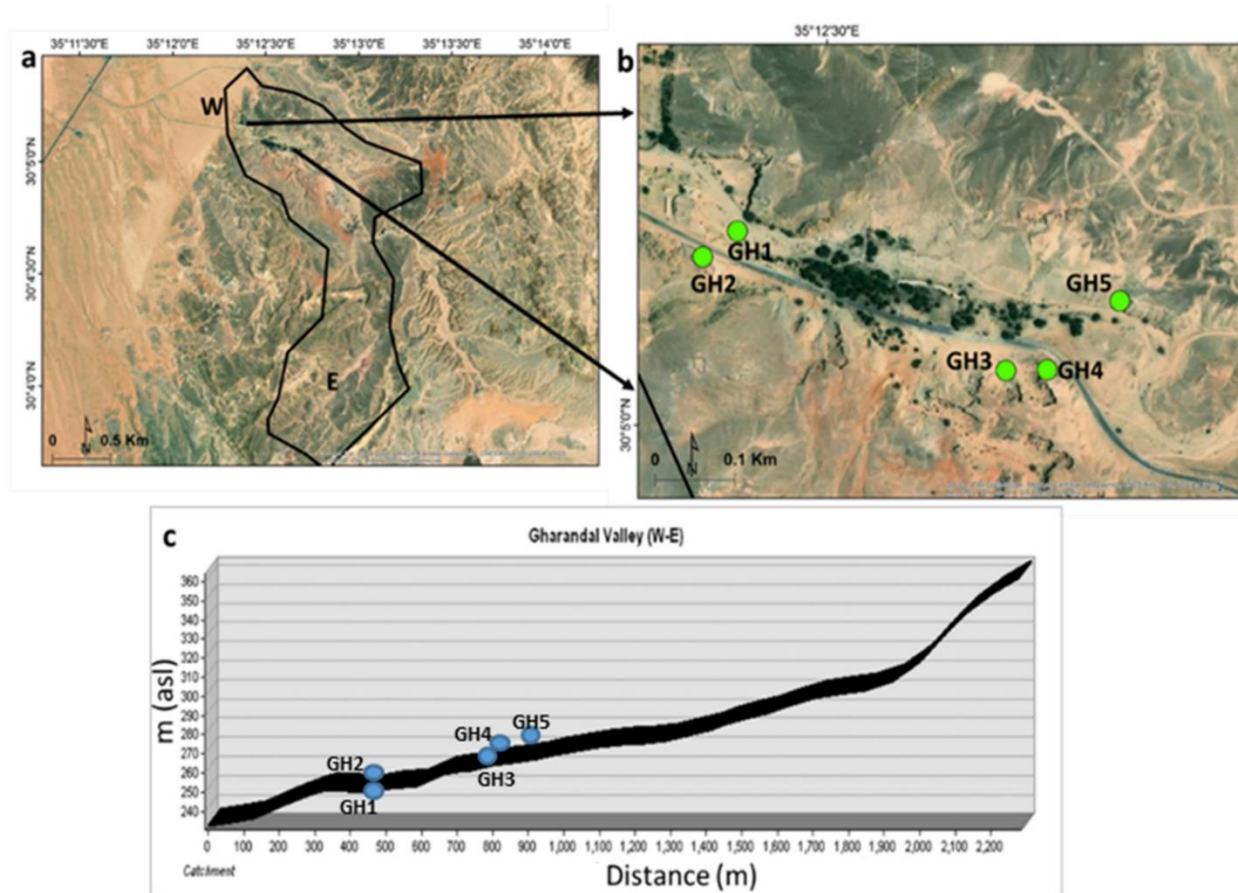 35°11'30"E 35°12'0"E 35°12'30"E 35°13'0"E 35°13'30"E 35°14'0"E
a
W
30°5'0"N
30°4'30"N
E
30°4'0"N
N
0 0.5 Km
35°12'30"E
b
GH1
GH2
GH5
GH3
GH4
30°5'0"N
N
0 0.1 Km
c
Gharandal Valley (W-E)
360
350
340
330
320
310
300
290
280
270
260
250
240
m (asl)
GH5
GH4
GH2
GH3
GH1
0 100 200 300 400 500 600 700 800 900 1,000 1,100 1,200 1,300 1,400 1,500 1,600 1,700 1,800 1,900 2,000 2,100 2,200
Catchment
Distance (m)